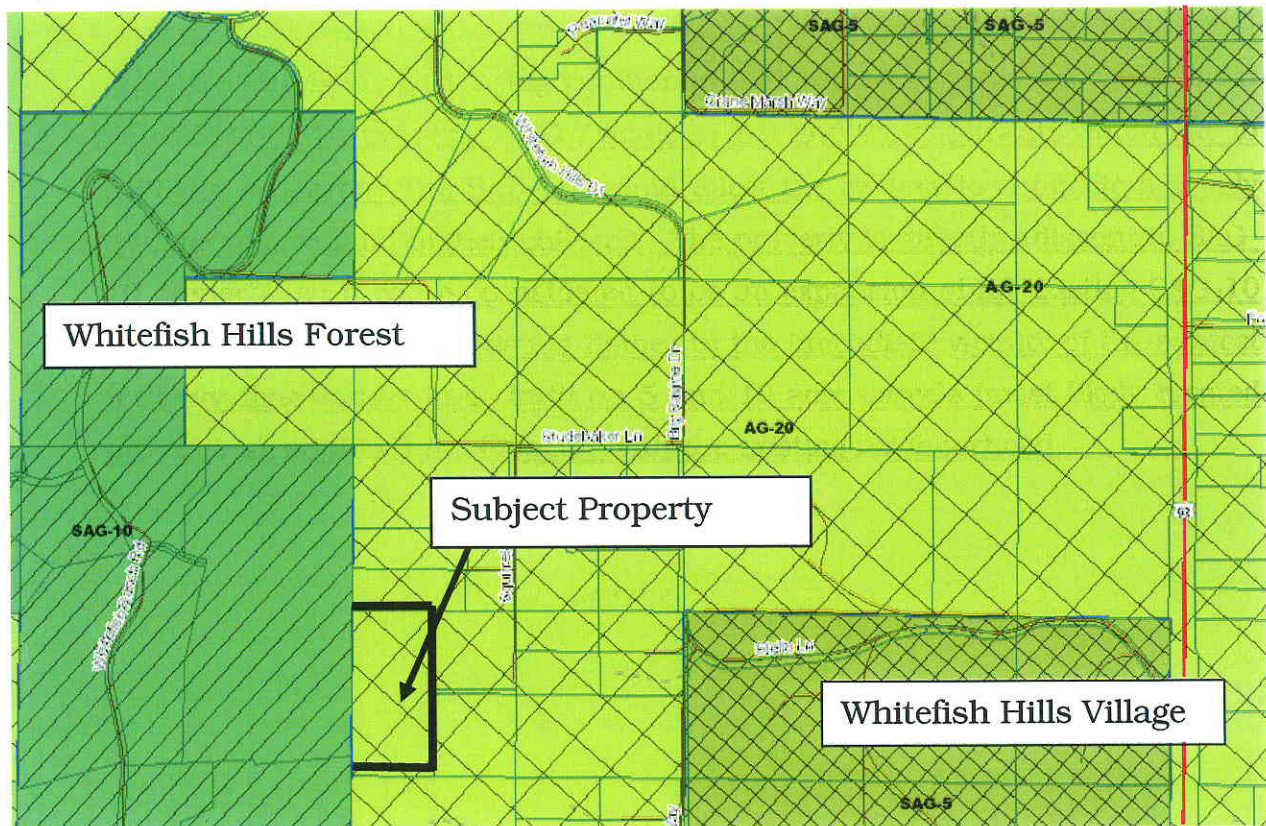 SAG-5
SAG-5
Whitefish Hills Dr
AG-20
Whitefish Hills Forest
Studebaker Ln
AG-20
Subject Property
SAG-10
93
Whitefish Hills Village
SAG-5